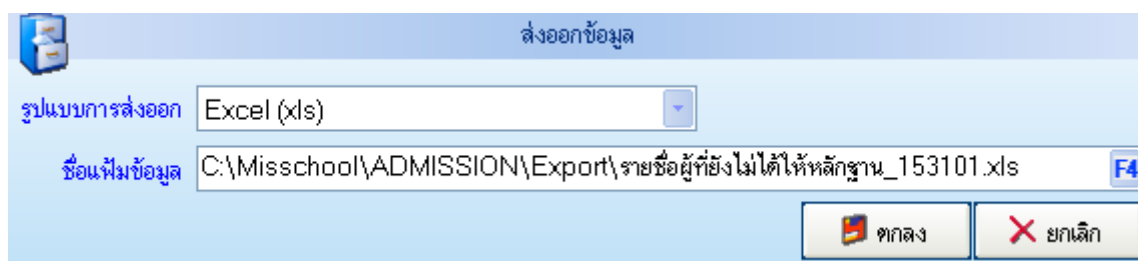 ส่งออกข้อมูล
รูปแบบการส่งออก Excel (xls)
ชื่อแฟ้มข้อมูล C:\Misschool\ADMISSION\Export\รายชื่อผู้ที่ยังไม่ได้ให้หลักฐาน_153101.xls F4
ตกลง ยกเลิก